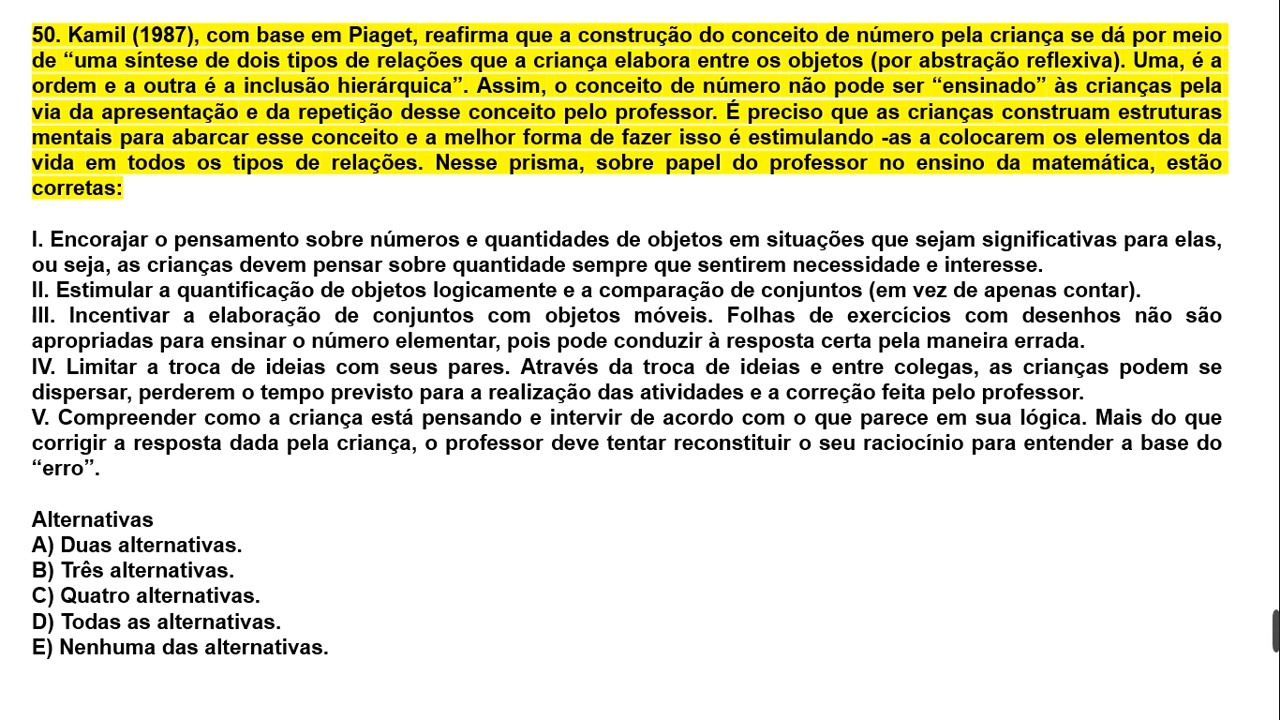 50. Kamil (1987), com base em Piaget, reafirma que a construção do conceito de número pela criança se dá por meio
de “uma síntese de dois tipos de relações que a criança elabora entre os objetos (por abstração reflexiva). Uma, é a
ordem e a outra é a inclusão hierárquica”. Assim, o conceito de número não pode ser “ensinado” às crianças pela
via da apresentação e da repetição desse conceito pelo professor. É preciso que as crianças construam estruturas
mentais para abarcar esse conceito e a melhor forma de fazer isso é estimulando -as a colocarem os elementos da
vida em todos os tipos de relações. Nesse prisma, sobre papel do professor no ensino da matemática, estão
corretas:
I. Encorajar o pensamento sobre números e quantidades de objetos em situações que sejam significativas para elas,
ou seja, as crianças devem pensar sobre quantidade sempre que sentirem necessidade e interesse.
II. Estimular a quantificação de objetos logicamente e a comparação de conjuntos (em vez de apenas contar).
III. Incentivar a elaboração de conjuntos com objetos móveis. Folhas de exercícios com desenhos não são
apropriadas para ensinar o número elementar, pois pode conduzir à resposta certa pela maneira errada.
IV. Limitar a troca de ideias com seus pares. Através da troca de ideias e entre colegas, as crianças podem se
dispersar, perderem o tempo previsto para a realização das atividades e a correção feita pelo professor.
V. Compreender como a criança está pensando e intervir de acordo com o que parece em sua lógica. Mais do que
corrigir a resposta dada pela criança, o professor deve tentar reconstituir o seu raciocínio para entender a base do
“erro”.
Alternativas
A) Duas alternativas.
B) Três alternativas.
C) Quatro alternativas.
D) Todas as alternativas.
E) Nenhuma das alternativas.